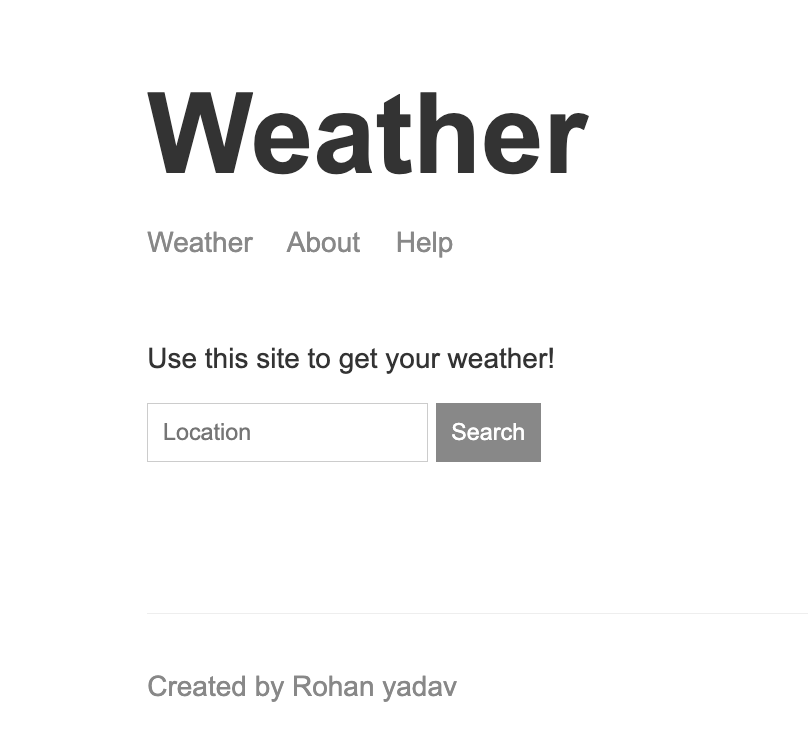 Weather
Weather About Help
Use this site to get your weather!
Location Search
Created by Rohan yadav